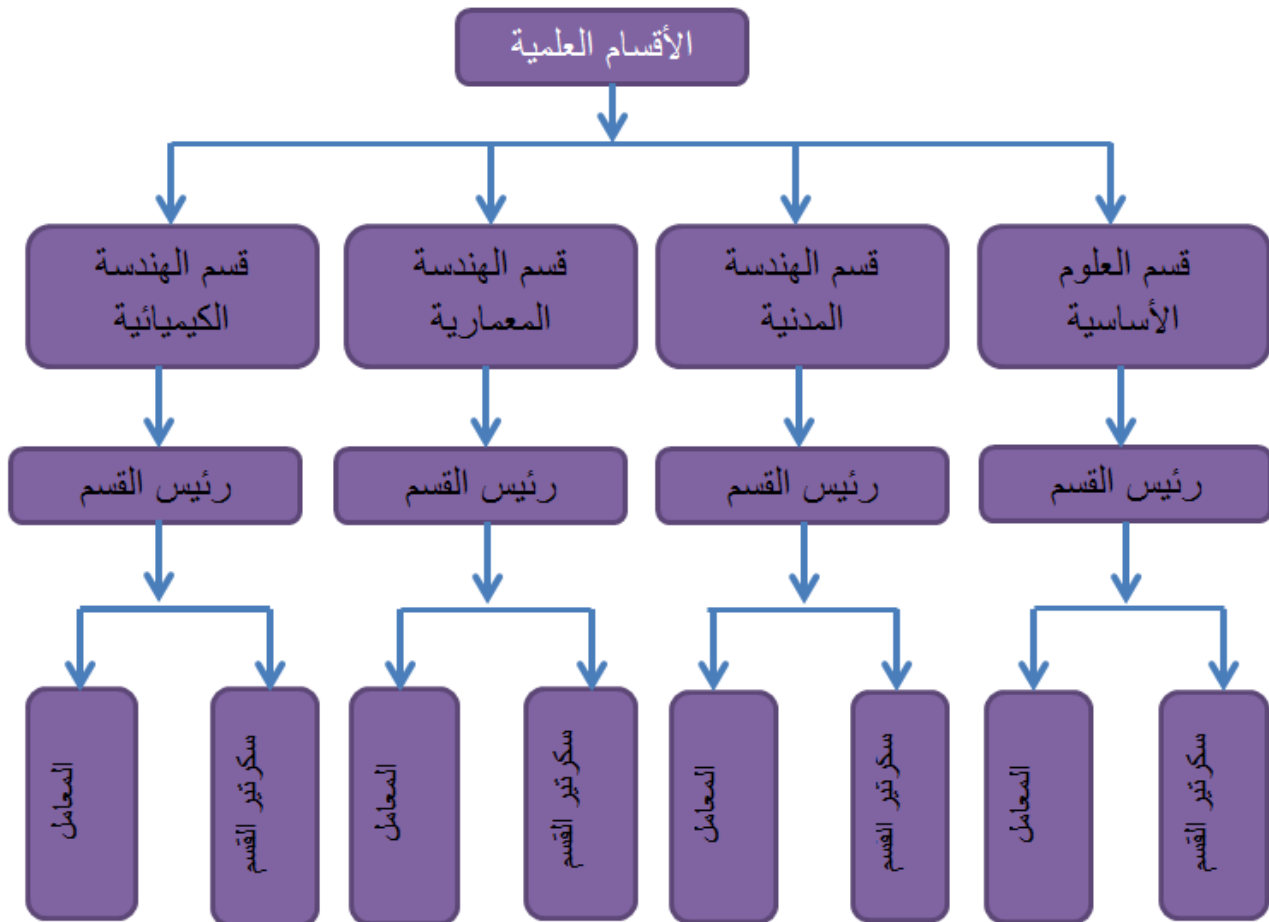 الأقسام العلمية
قسم العلوم
الأساسية
قسم الهندسة
المدنية
قسم الهندسة
المعمارية
قسم الهندسة
الكيميائية
رئيس القسم
رئيس القسم
رئيس القسم
رئيس القسم
سكرتير القسم
المعامل
سكرتير القسم
المعامل
سكرتير القسم
المعامل
سكرتير القسم
المعامل